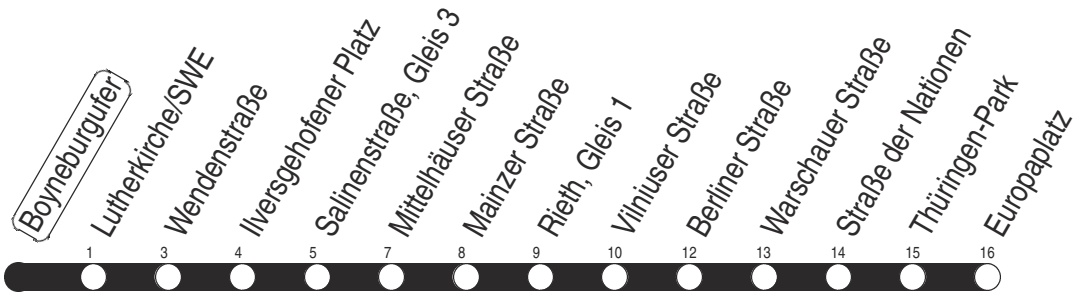 Boyneburgufer
Lutherkirche/SWE
Wendenstraße
Ilversgehofener Platz
Salinenstraße, Gleis 3
Mittelhäuser Straße
Mainzer Straße
Rieth, Gleis 1
Vilniuser Straße
Berliner Straße
Warschauer Straße
Straße der Nationen
Thüringen-Park
Europaplatz
1 3 4 5 7 8 9 10 12 13 14 15 16